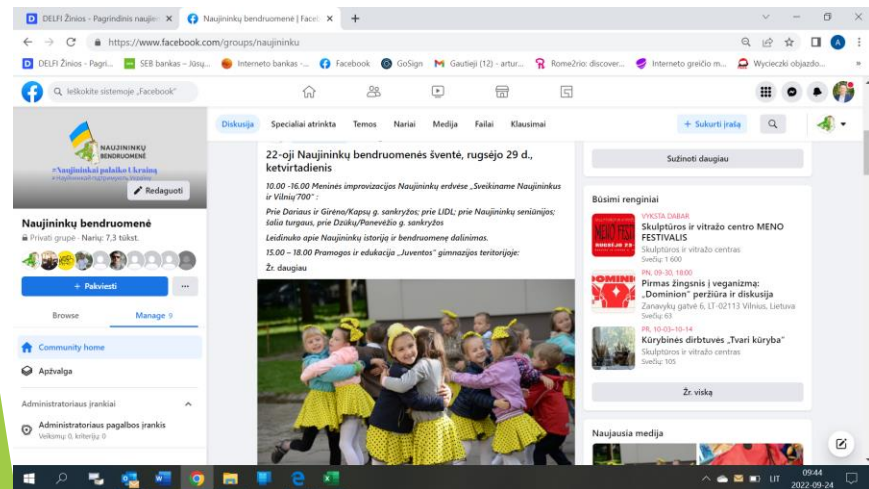 DELFI Žinios - Pagrindinis naujien
Naujininkų bendruomenė | Faceb
https://www.facebook.com/groups/naujininku
DELFI Žinios - Pagri...
SEB bankas – Jūsų...
Interneto bankas -...
Facebook
GoSign
Gautieji (12) - artur...
Rome2rio: discover...
Interneto greičio m...
Wycieczki objazdo...
Ieškokite sistemoje „Facebook“
NAUJININKŲ
BENDRUOMENĖ
#Naujininkai palaiko Ukrainą
Redaguoti
Naujininkų bendruomenė
Privati grupė · Narių: 7,3 tūkst.
+ Pakviesti
...
Browse
Manage 9
Community home
Apžvalga
Administratoriaus įrankiai
Administratoriaus pagalbos įrankis
Veiksmų: 0, kriterijų: 0
Diskusija
Specialiai atrinkta
Temos
Nariai
Medija
Failai
Klausimai
+ Sukurti įrašą
22-oji Naujininkų bendruomenės šventė, rugsėjo 29 d.,
ketvirtadienis
10.00 -16.00 Meninės improvizacijos Naujininkų erdvėse „Sveikiname Naujininkus
ir Vilnių'700" :
Prie Dariaus ir Girėno/Kapsų g. sankryžos; prie LIDL; prie Naujininkų seniūnijos;
šalia turgaus, prie Dzūkų/Panevėžio g. sankryžos
Leidinuko apie Naujininkų istoriją ir bendruomenę dalinimas.
15.00 – 18.00 Pramogos ir edukacija „Juventos" gimnazijos teritorijoje:
Žr. daugiau
Sužinoti daugiau
Būsimi renginiai
VYKSTA DABAR
Skulptūros ir vitražo centro MENO
FESTIVALIS
Skulptūros ir vitražo centras
Svečių: 1 600
PN, 09-30, 18:00
Pirmas žingsnis į veganizmą:
„Dominion" peržiūra ir diskusija
Zanavykų gatvė 6, LT-02113 Vilnius, Lietuva
Svečių: 63
PR, 10-03–10-14
Kūrybinės dirbtuvės „Tvari kūryba"
Skulptūros ir vitražo centras
Svečių: 105
Žr. viską
Naujausia medija
LIT
09:44
2022-09-24